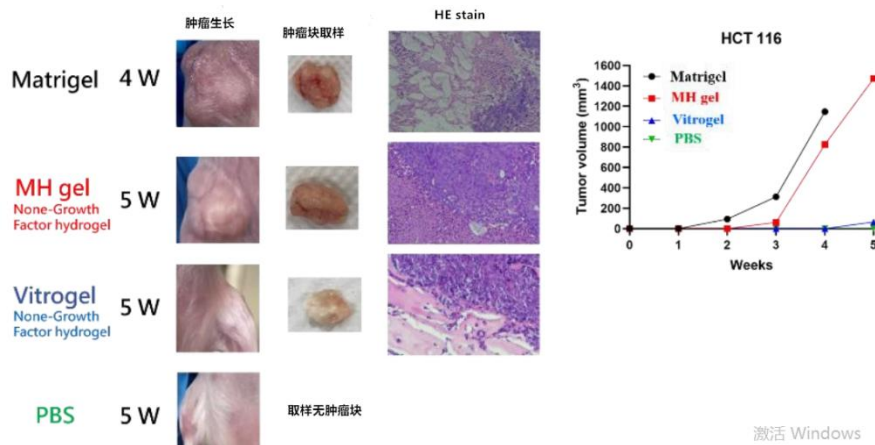 肿瘤生长
肿瘤块取样
HE stain
Matrigel
4 W
MH gel
None-Growth
Factor hydrogel
5 W
Vitrogel
None-Growth
Factor hydrogel
5 W
PBS
5 W
取样无肿瘤块
HCT 116
Tumor volume (mm³)
1600
1400
1200
1000
800
600
400
200
0
Matrigel
MH gel
Vitrogel
PBS
0 1 2 3 4 5
Weeks
激活 Windows